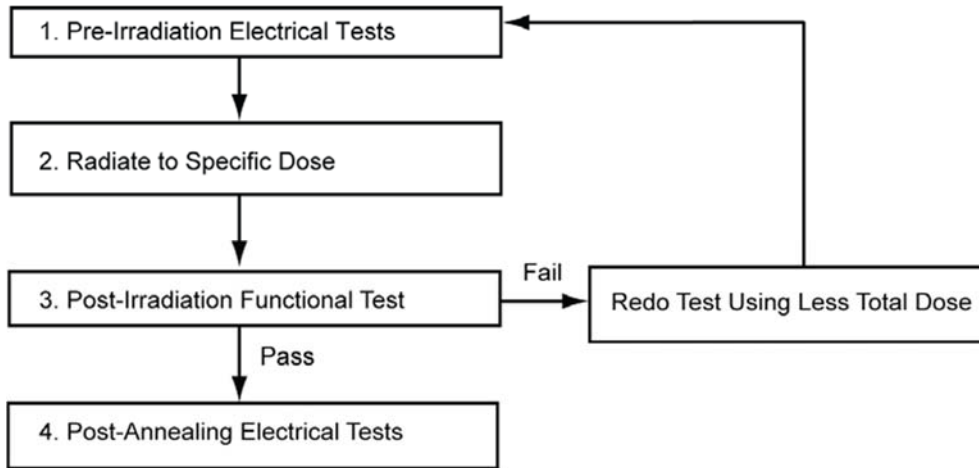 1. Pre-Irradiation Electrical Tests
2. Radiate to Specific Dose
3. Post-Irradiation Functional Test
Fail
Redo Test Using Less Total Dose
Pass
4. Post-Annealing Electrical Tests